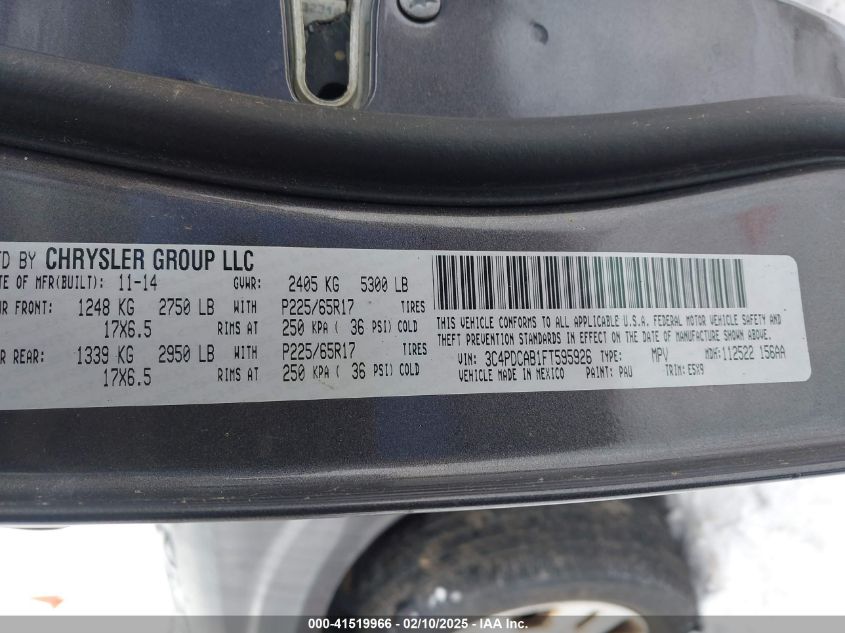 FD BY CHRYSLER GROUP LLC
ATE OF MFR(BUILT): 11-14 GVWR: 2405 KG 5300 LB
FRONT: 1248 KG 2750 LB WITH P225/65R17 TIRES
17X6.5 RIMS AT 250 KPA ( 36 PSI) COLD
REAR: 1339 KG 2950 LB WITH P225/65R17 TIRES
17X6.5 RIMS AT 250 KPA ( 36 PSI) COLD
THIS VEHICLE CONFORMS TO ALL APPLICABLE U.S.A. FEDERAL MOTOR VEHICLE SAFETY AND
THEFT PREVENTION STANDARDS IN EFFECT ON THE DATE OF MANUFACTURE SHOWN ABOVE.
VIN: 3C4PDCAB1FT595926 TYPE: MPV MDH: 112522 156AA
VEHICLE MADE IN MEXICO PAINT: PAU TRIM: E5X9
000-41519966 - 02/10/2025 - IAA Inc.